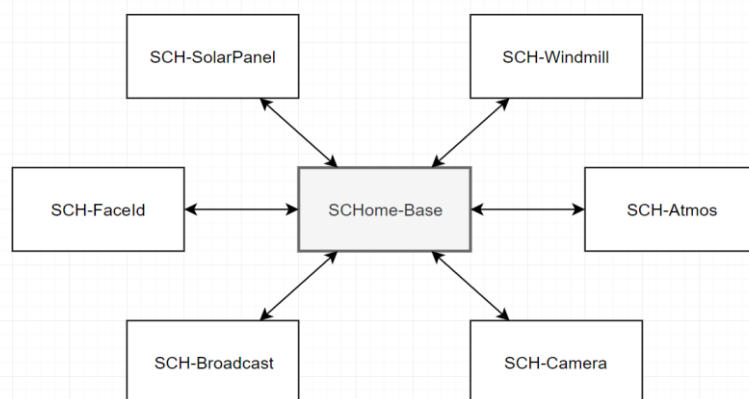 SCH-SolarPanel
SCH-Windmill
SCH-FaceId
SCHome-Base
SCH-Atmos
SCH-Broadcast
SCH-Camera